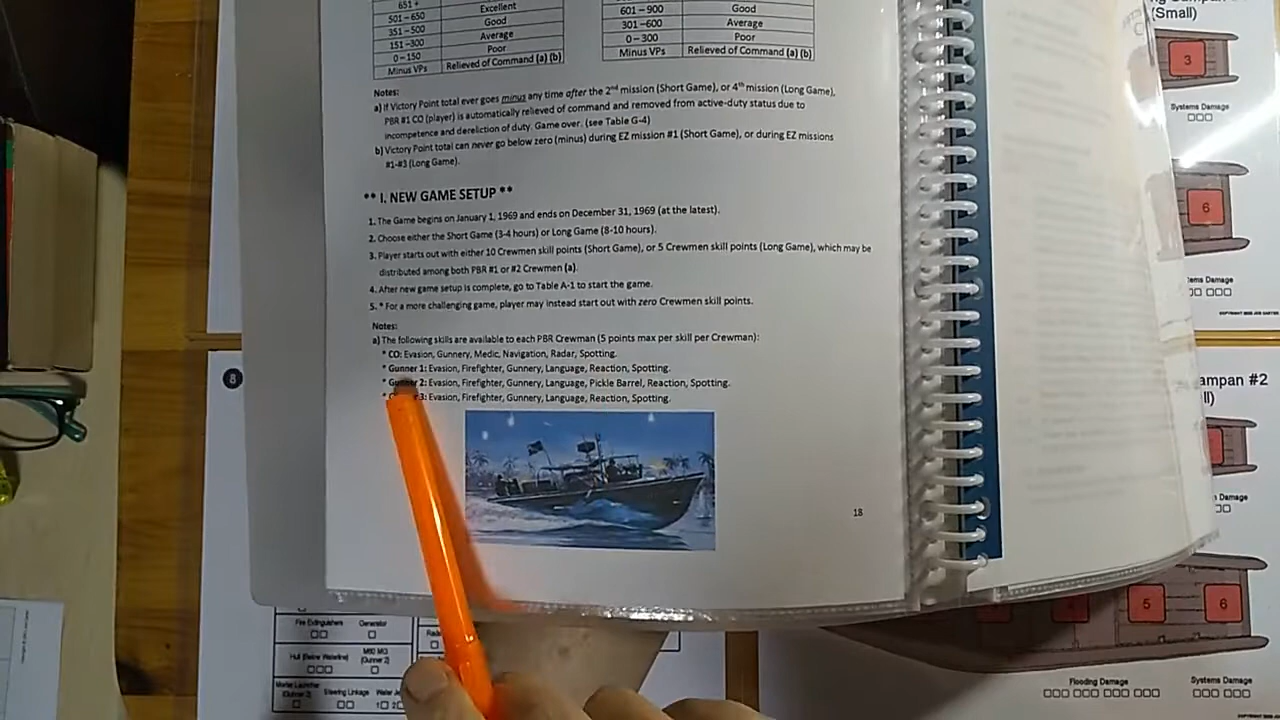 651 +
Excellent
501 – 650
Good
351 – 500
Average
151 – 300
Poor
0 – 150
Minus VPs
Relieved of Command (a) (b)
601 – 900
Good
301 – 600
Average
0 – 300
Poor
Minus VPs
Relieved of Command (a) (b)
Notes:
a) If Victory Point total ever goes minus any time after the 2nd mission (Short Game), or 4th mission (Long Game),
PBR #1 CO (player) is automatically relieved of command and removed from active-duty status due to
incompetence and dereliction of duty. Game over. (see Table G-4)
b) Victory Point total can never go below zero (minus) during EZ mission #1 (Short Game), or during EZ missions
#1-#3 (Long Game).
** I. NEW GAME SETUP **
1. The Game begins on January 1, 1969 and ends on December 31, 1969 (at the latest).
2. Choose either the Short Game (3-4 hours) or Long Game (8-10 hours).
3. Player starts out with either 10 Crewmen skill points (Short Game), or 5 Crewmen skill points (Long Game), which may be
distributed among both PBR #1 or #2 Crewmen (a).
4. After new game setup is complete, go to Table A-1 to start the game.
5. * For a more challenging game, player may instead start out with zero Crewmen skill points.
Notes:
a) The following skills are available to each PBR Crewman (5 points max per skill per Crewman):
* CO: Evasion, Gunnery, Medic, Navigation, Radar, Spotting.
* Gunner 1: Evasion, Firefighter, Gunnery, Language, Reaction, Spotting.
* Gunner 2: Evasion, Firefighter, Gunnery, Language, Pickle Barrel, Reaction, Spotting.
* 3: Evasion, Firefighter, Gunnery, Language, Reaction, Spotting.
18
8
(Small)
3
Systems Damage
6
#2
5
6
Flooding Damage
Systems Damage
Fire Extinguishers
Generator
Hull (Below Waterline)
M60 MG
(Gunner 2)
Mortar Launcher
(Gunner 3)
Steering Linkage